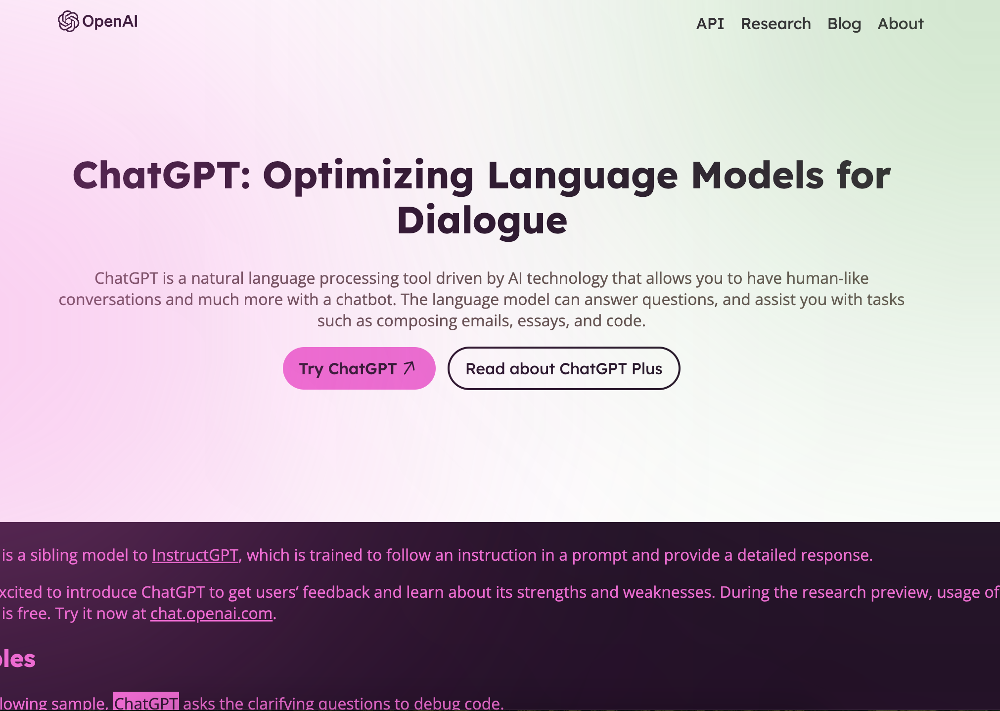 OpenAI
API Research Blog About
ChatGPT: Optimizing Language Models for
Dialogue
ChatGPT is a natural language processing tool driven by AI technology that allows you to have human-like
conversations and much more with a chatbot. The language model can answer questions, and assist you with tasks
such as composing emails, essays, and code.
Try ChatGPT ↗ Read about ChatGPT Plus
is a sibling model to InstructGPT, which is trained to follow an instruction in a prompt and provide a detailed response.
xcited to introduce ChatGPT to get users’ feedback and learn about its strengths and weaknesses. During the research preview, usage of
is free. Try it now at chat.openai.com.
les
lowing sample, ChatGPT asks the clarifying questions to debug code.